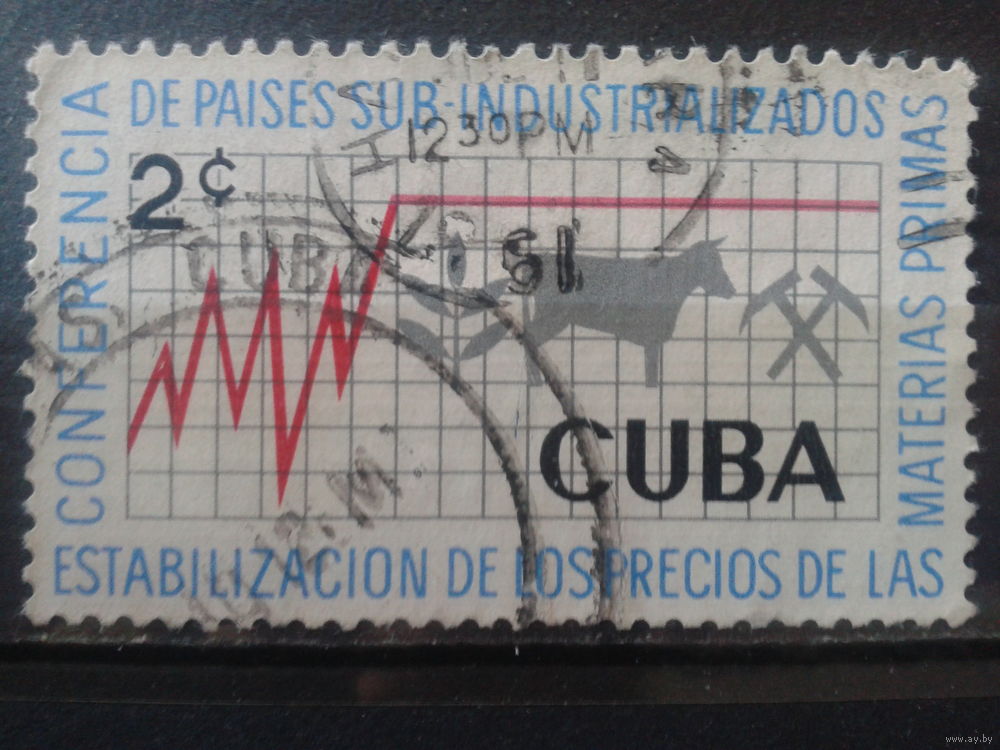 CONFERENCIA
DE PAISES SUB-INDUSTRIALIZADOS
2¢
12 30 PM
CUBA
CUBA
ESTABILIZACION DE LOS PRECIOS DE LAS
MATERIAS PRIMAS
www.ay.by